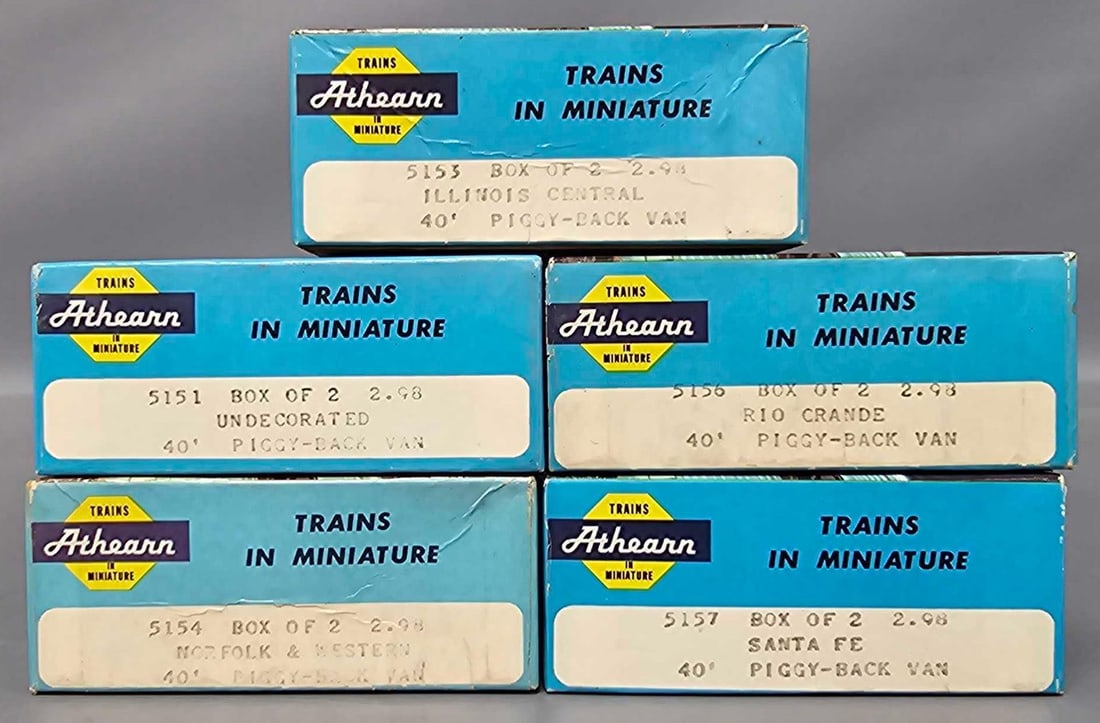 TRAINS
Athearn
IN
MINIATURE
TRAINS
IN MINIATURE
5153 BOX OF 2 2.98
ILLINOIS CENTRAL
40' PIGGY-BACK VAN
TRAINS
Athearn
IN
MINIATURE
TRAINS
IN MINIATURE
5151 BOX OF 2 2.98
UNDECORATED
40' PIGGY-BACK VAN
TRAINS
Athearn
IN
MINIATURE
TRAINS
IN MINIATURE
5156 BOX OF 2 2.98
RIO GRANDE
40' PIGGY-BACK VAN
TRAINS
Athearn
IN
MINIATURE
TRAINS
IN MINIATURE
5154 BOX OF 2 2.98
NORFOLK & WESTERN
40' PIGGY-BACK VAN
TRAINS
Athearn
IN
MINIATURE
TRAINS
IN MINIATURE
5157 BOX OF 2 2.98
SANTA FE
40' PIGGY-BACK VAN